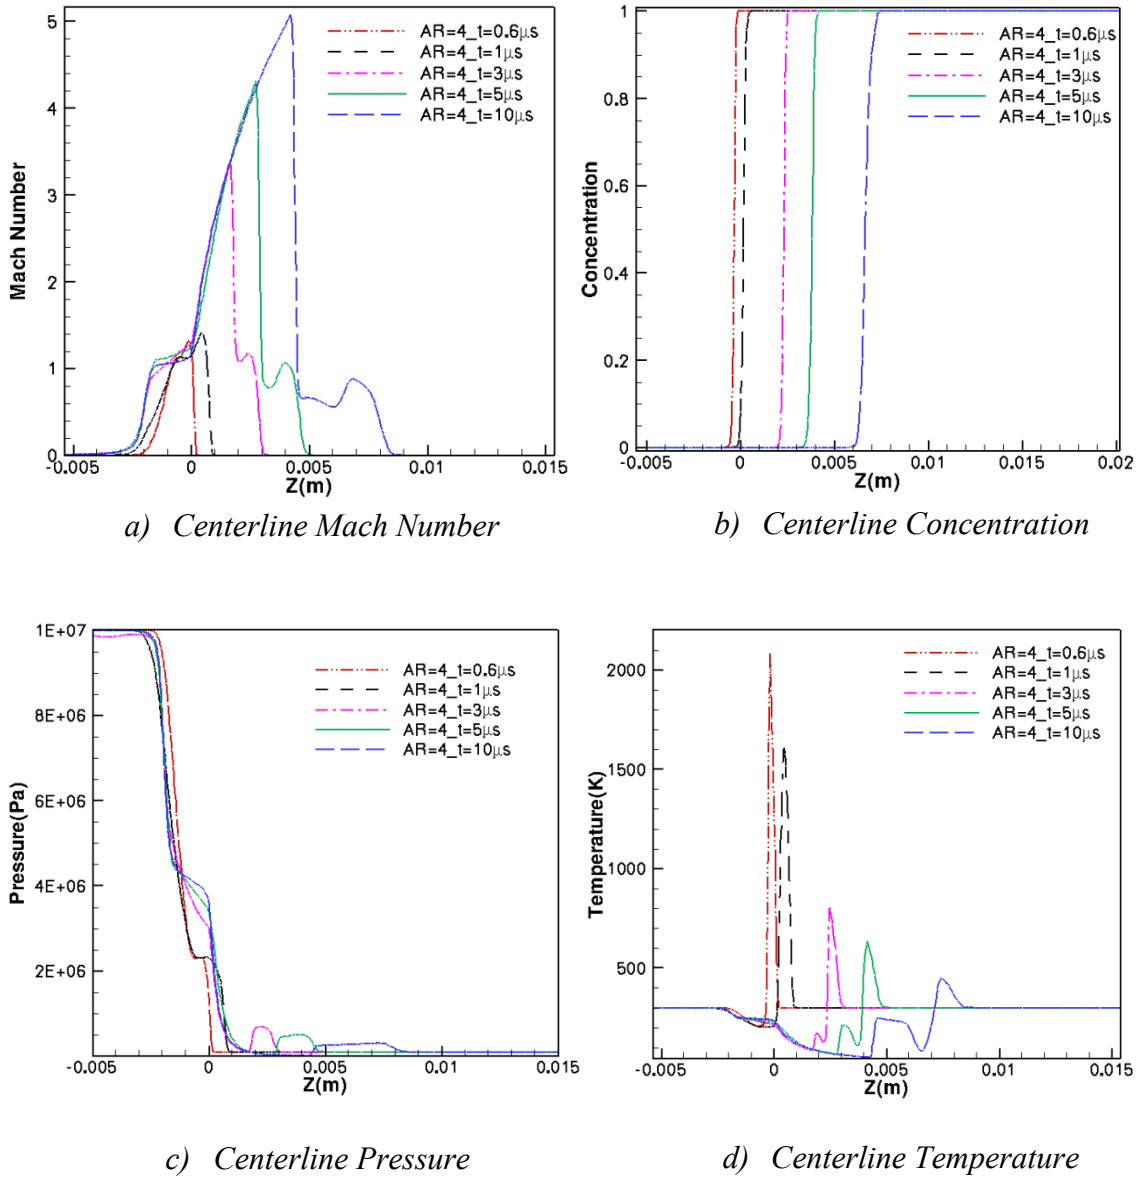 Mach Number
5
4
3
2
1
0
-0.005
0
0.005
0.01
0.015
Z(m)
AR=4_t=0.6μs
AR=4_t=1μs
AR=4_t=3μs
AR=4_t=5μs
AR=4_t=10μs
a) Centerline Mach Number
Concentration
1
0.8
0.6
0.4
0.2
0
-0.005
0
0.005
0.01
0.015
0.02
Z(m)
AR=4_t=0.6μs
AR=4_t=1μs
AR=4_t=3μs
AR=4_t=5μs
AR=4_t=10μs
b) Centerline Concentration
Pressure(Pa)
1E+07
8E+06
6E+06
4E+06
2E+06
-0.005
0
0.005
0.01
0.015
Z(m)
AR=4_t=0.6μs
AR=4_t=1μs
AR=4_t=3μs
AR=4_t=5μs
AR=4_t=10μs
c) Centerline Pressure
Temperature(K)
2000
1500
1000
500
-0.005
0
0.005
0.01
0.015
Z(m)
AR=4_t=0.6μs
AR=4_t=1μs
AR=4_t=3μs
AR=4_t=5μs
AR=4_t=10μs
d) Centerline Temperature